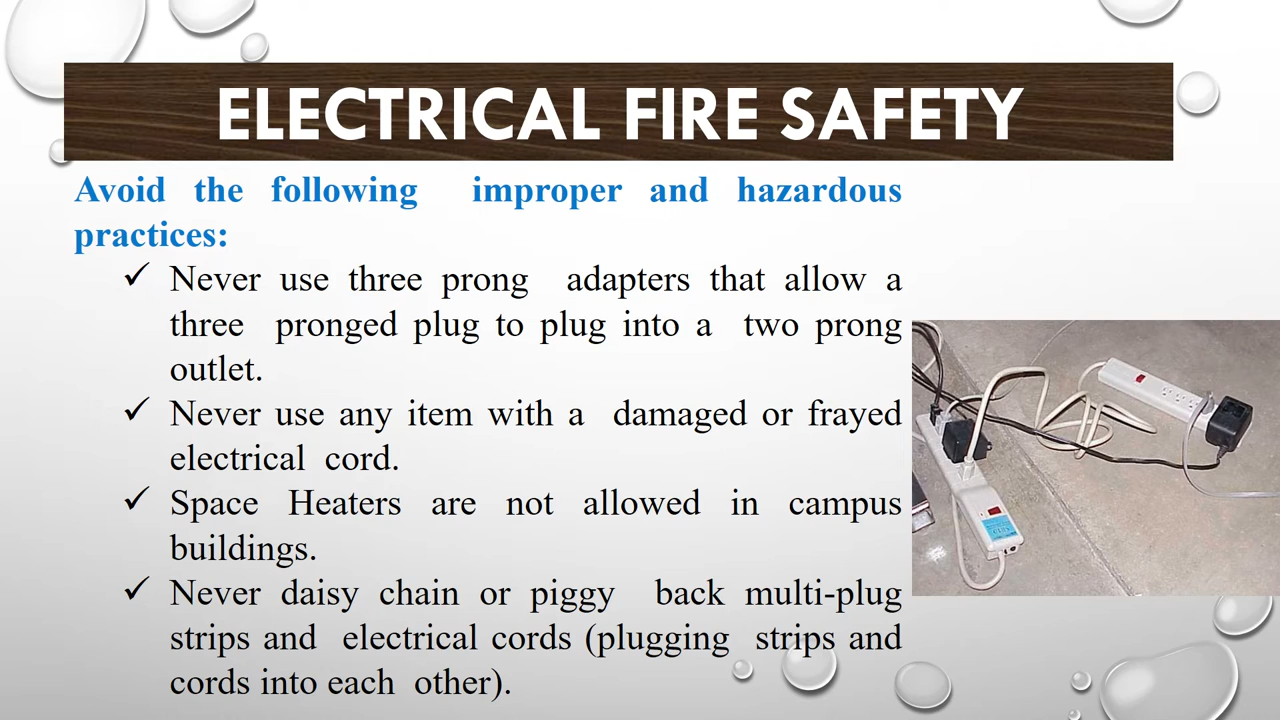 ELECTRICAL FIRE SAFETY
Avoid the following improper and hazardous
practices:
✓ Never use three prong adapters that allow a
three pronged plug to plug into a two prong
outlet.
✓ Never use any item with a damaged or frayed
electrical cord.
✓ Space Heaters are not allowed in campus
buildings.
✓ Never daisy chain or piggy back multi-plug
strips and electrical cords (plugging strips and
cords into each other).